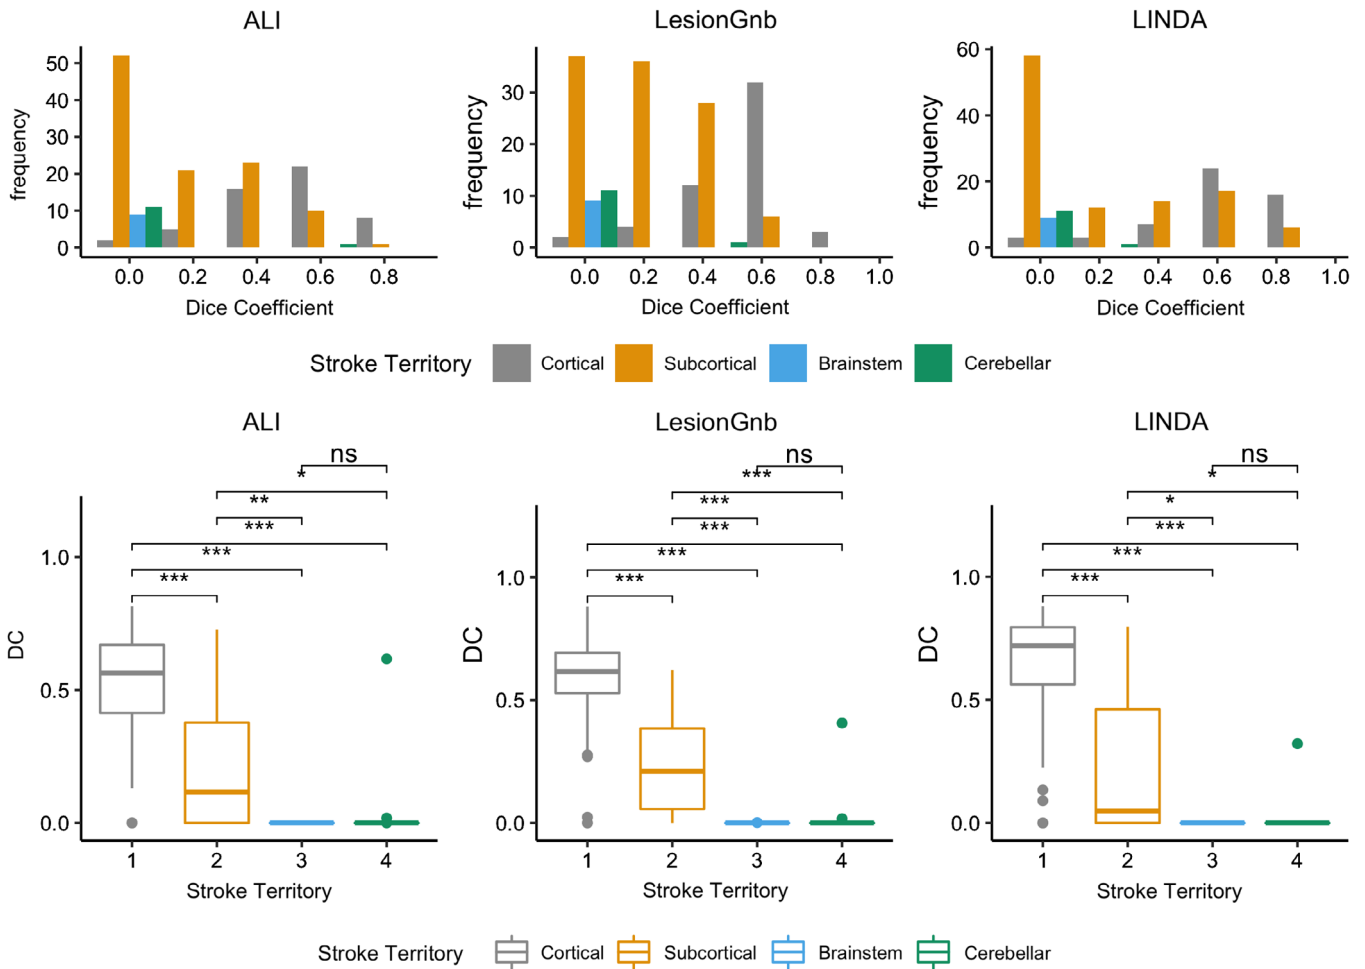 ALI LesionGnb LINDA
frequency
50
40
30
20
10
0
0.0 0.2 0.4 0.6 0.8
Dice Coefficient
frequency
30
20
10
0
0.0 0.2 0.4 0.6 0.8 1.0
Dice Coefficient
frequency
60
40
20
0
0.0 0.2 0.4 0.6 0.8 1.0
Dice Coefficient
Stroke Territory Cortical Subcortical Brainstem Cerebellar
ALI LesionGnb LINDA
ns
*
**
***
***
***
DC
1.0
0.5
0.0
1 2 3 4
Stroke Territory
ns
***
***
***
***
***
DC
1.0
0.5
0.0
1 2 3 4
Stroke Territory
ns
*
*
***
***
***
DC
1.0
0.5
0.0
1 2 3 4
Stroke Territory
Stroke Territory Cortical Subcortical Brainstem Cerebellar